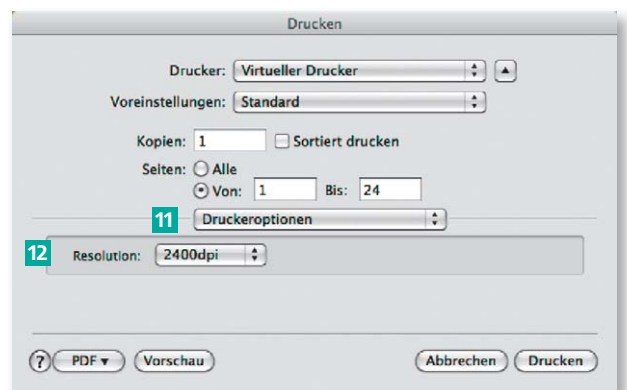 Drucken
Drucker: Virtueller Drucker
Voreinstellungen: Standard
Kopien: 1 Sortiert drucken
Seiten: Alle
Von: 1 Bis: 24
11 Druckeroptionen
12 Resolution: 2400dpi
? PDF Vorschau Abbrechen Drucken